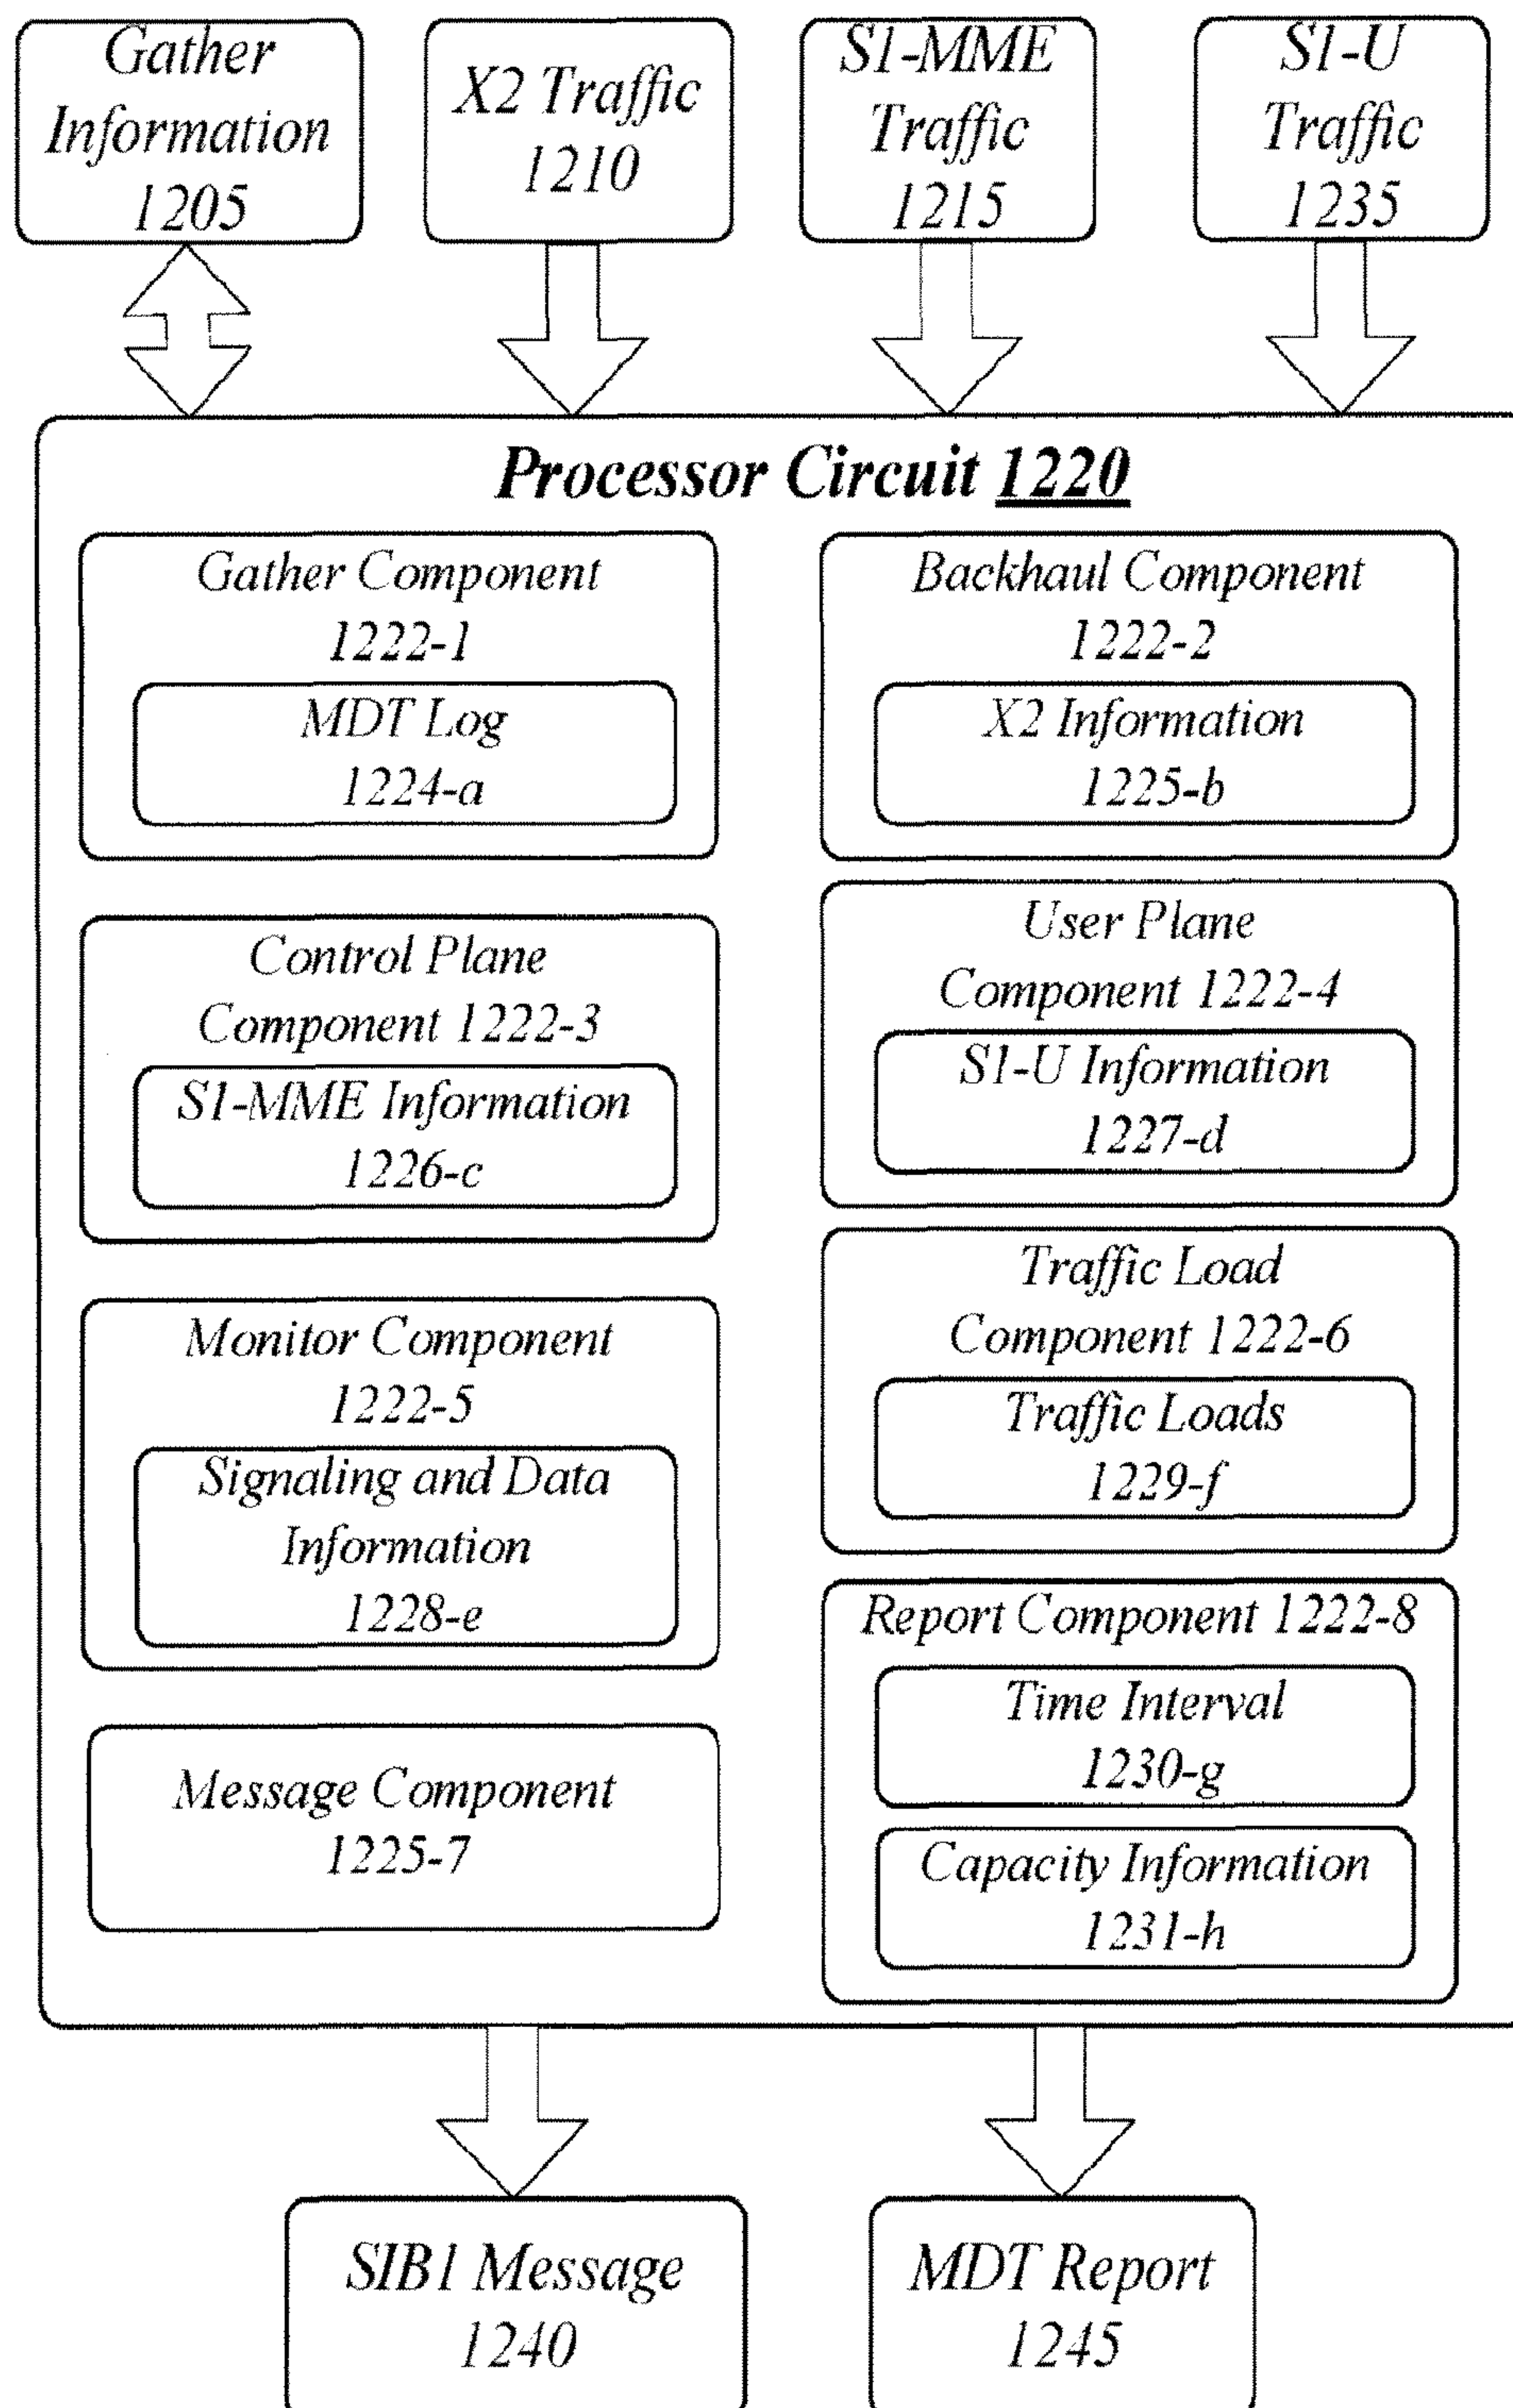 Gather
Information
1205
X2 Traffic
1210
S1-MME
Traffic
1215
S1-U
Traffic
1235
Processor Circuit 1220
Gather Component
1222-1
MDT Log
1224-a
Backhaul Component
1222-2
X2 Information
1225-b
Control Plane
Component 1222-3
S1-MME Information
1226-c
User Plane
Component 1222-4
S1-U Information
1227-d
Monitor Component
1222-5
Signaling and Data
Information
1228-e
Traffic Load
Component 1222-6
Traffic Loads
1229-f
Message Component
1225-7
Report Component 1222-8
Time Interval
1230-g
Capacity Information
1231-h
SIB1 Message
1240
MDT Report
1245